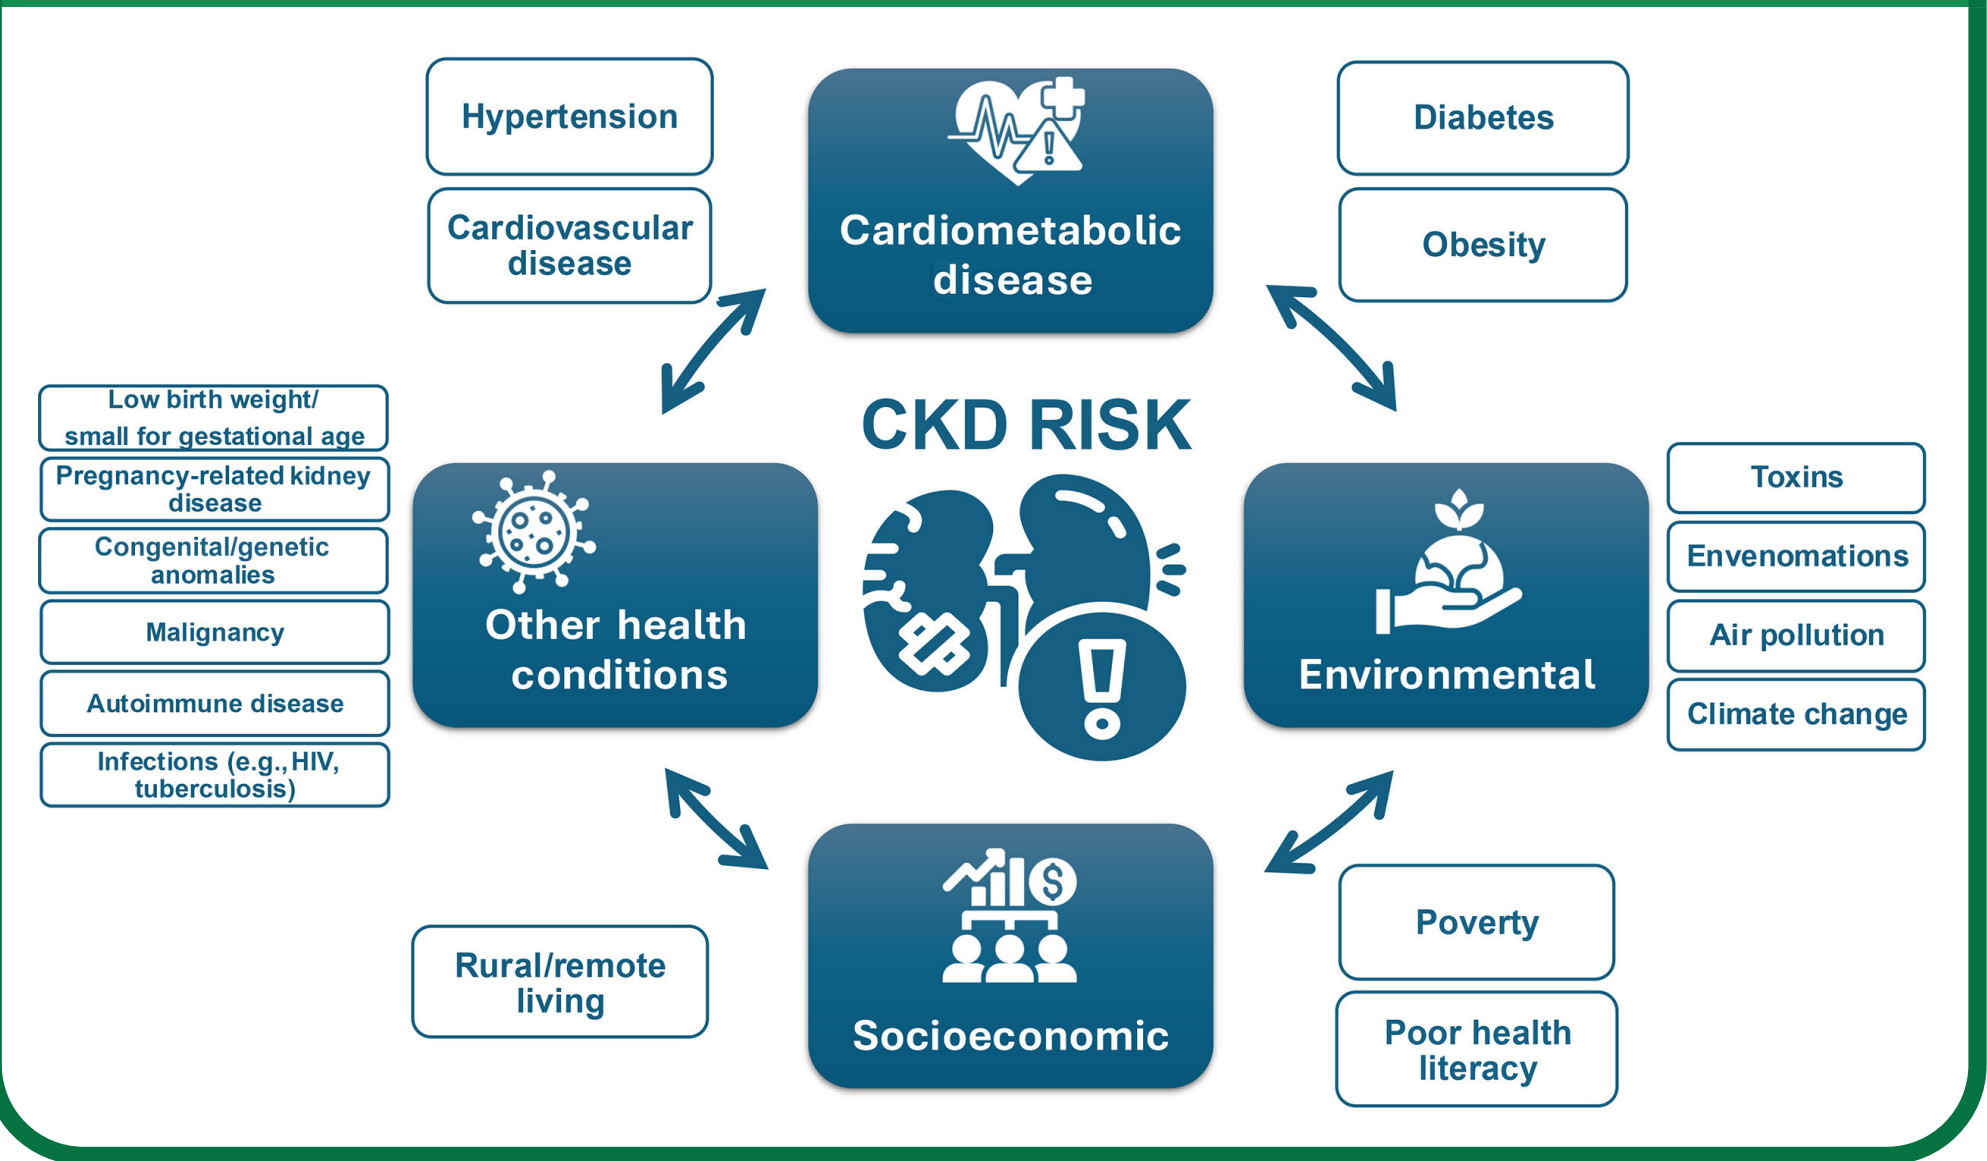 Hypertension
Cardiovascular
disease
Cardiometabolic
disease
Diabetes
Obesity
CKD RISK
Low birth weight/
small for gestational age
Pregnancy-related kidney
disease
Congenital/genetic
anomalies
Malignancy
Autoimmune disease
Infections (e.g., HIV,
tuberculosis)
Other health
conditions
Environmental
Toxins
Envenomations
Air pollution
Climate change
Rural/remote
living
$
Socioeconomic
Poverty
Poor health
literacy